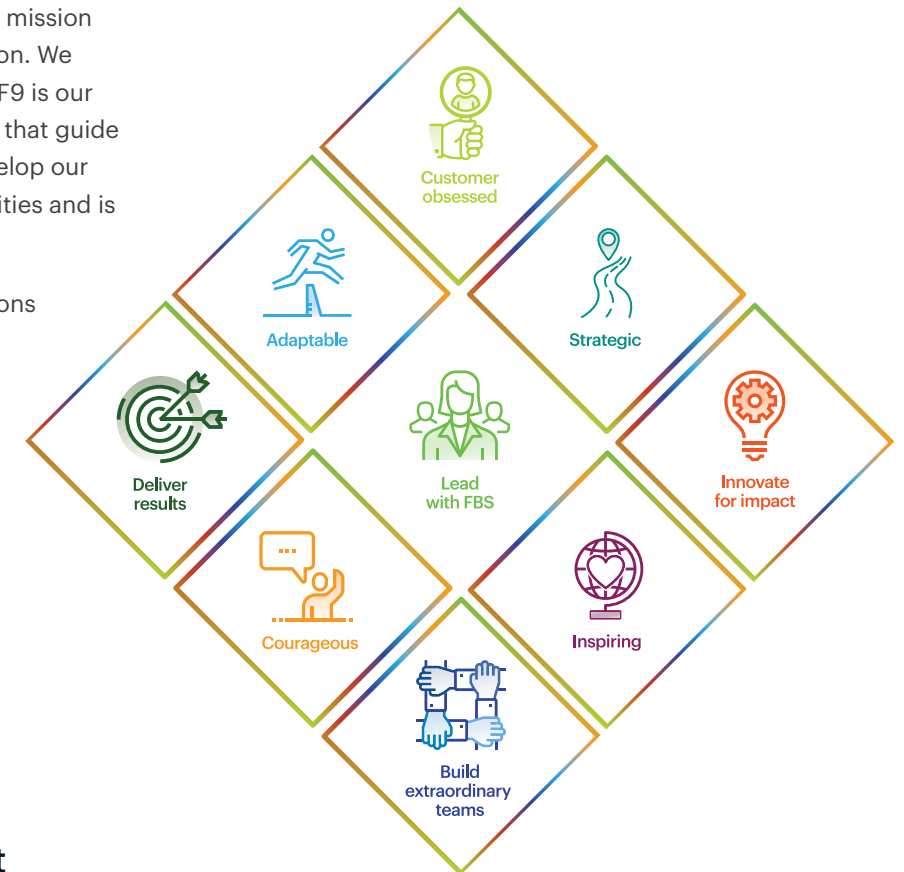 mission
on. We
F9 is our
that guide
elop our
ities and is
ons
Customer
obsessed
Adaptable
Strategic
Deliver
results
Lead
with FBS
Innovate
for impact
Courageous
Inspiring
Build
extraordinary
teams
t